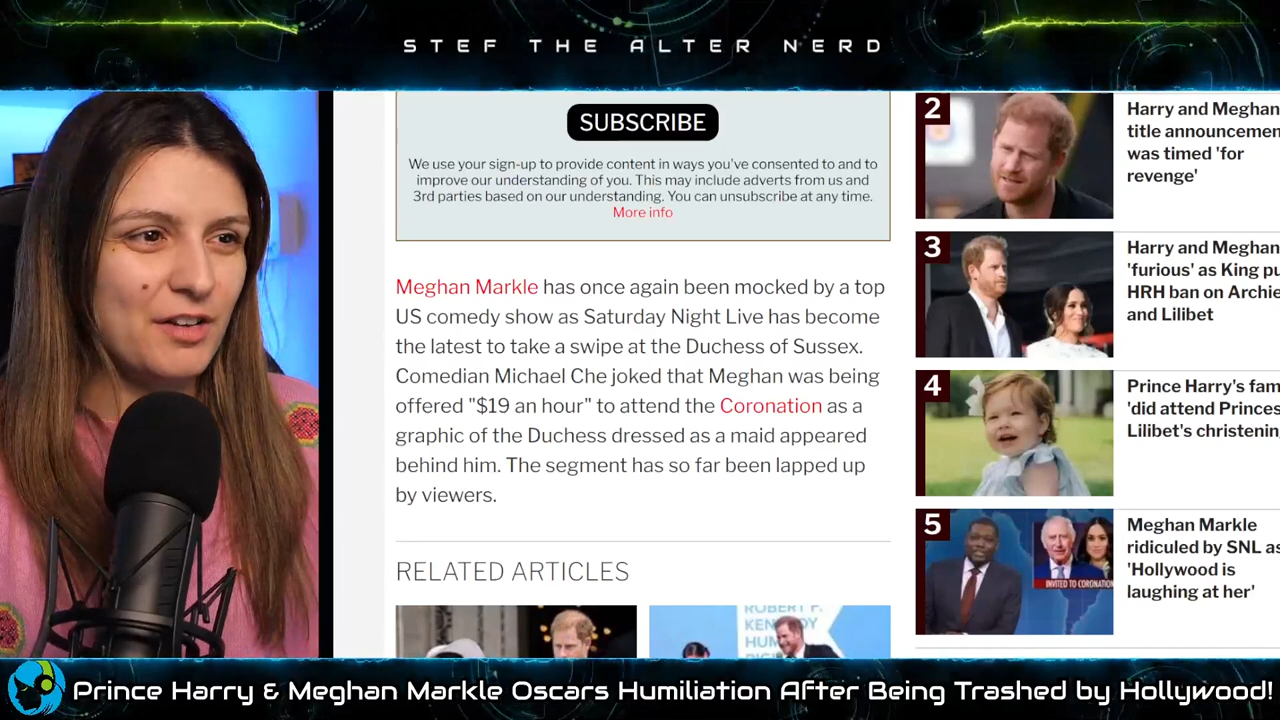 STEF THE ALTER NERD
SUBSCRIBE
We use your sign-up to provide content in ways you've consented to and to
improve our understanding of you. This may include adverts from us and
3rd parties based on our understanding. You can unsubscribe at any time.
More info
Meghan Markle has once again been mocked by a top
US comedy show as Saturday Night Live has become
the latest to take a swipe at the Duchess of Sussex.
Comedian Michael Che joked that Meghan was being
offered "$19 an hour" to attend the Coronation as a
graphic of the Duchess dressed as a maid appeared
behind him. The segment has so far been lapped up
by viewers.
RELATED ARTICLES
ROBERT F.
KENNEDY
HUM
2
Harry and Meghan
title announcemen
was timed 'for
revenge'
3
Harry and Meghan
'furious' as King pu
HRH ban on Archie
and Lilibet
4
Prince Harry's fam
'did attend Princes
Lilibet's christenin
5
INVITED TO CORONATION
Meghan Markle
ridiculed by SNL as
'Hollywood is
laughing at her'
Prince Harry & Meghan Markle Oscars Humiliation After Being Trashed by Hollywood!